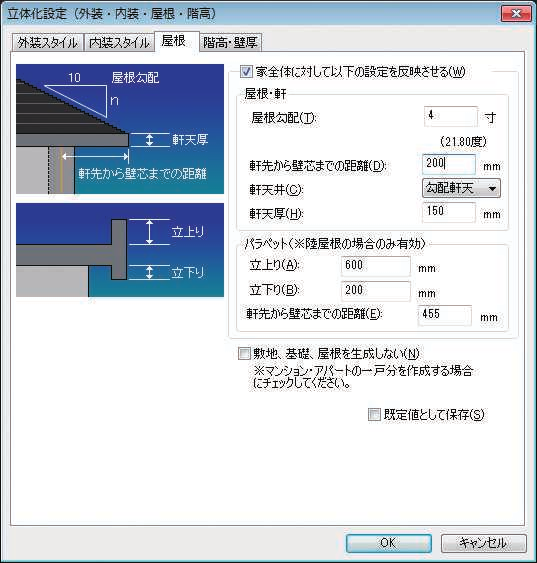 立体化設定（外装・内装・屋根・階高）
外装スタイル 内装スタイル 屋根 階高・壁厚
10
屋根勾配
n
軒天厚
軒先から壁芯までの距離
立上り
立下り
家全体に対して以下の設定を反映させる(W)
屋根・軒
屋根勾配(T): 4 寸
(21.80度)
軒先から壁芯までの距離(D): 200 mm
軒天井(C): 勾配軒天
軒天厚(H): 150 mm
パラペット(※陸屋根の場合のみ有効)
立上り(A): 600 mm
立下り(B): 200 mm
軒先から壁芯までの距離(E): 455 mm
敷地、基礎、屋根を生成しない(N)
※マンション・アパートの一戸分を作成する場合
にチェックしてください。
既定値として保存(S)
OK キャンセル